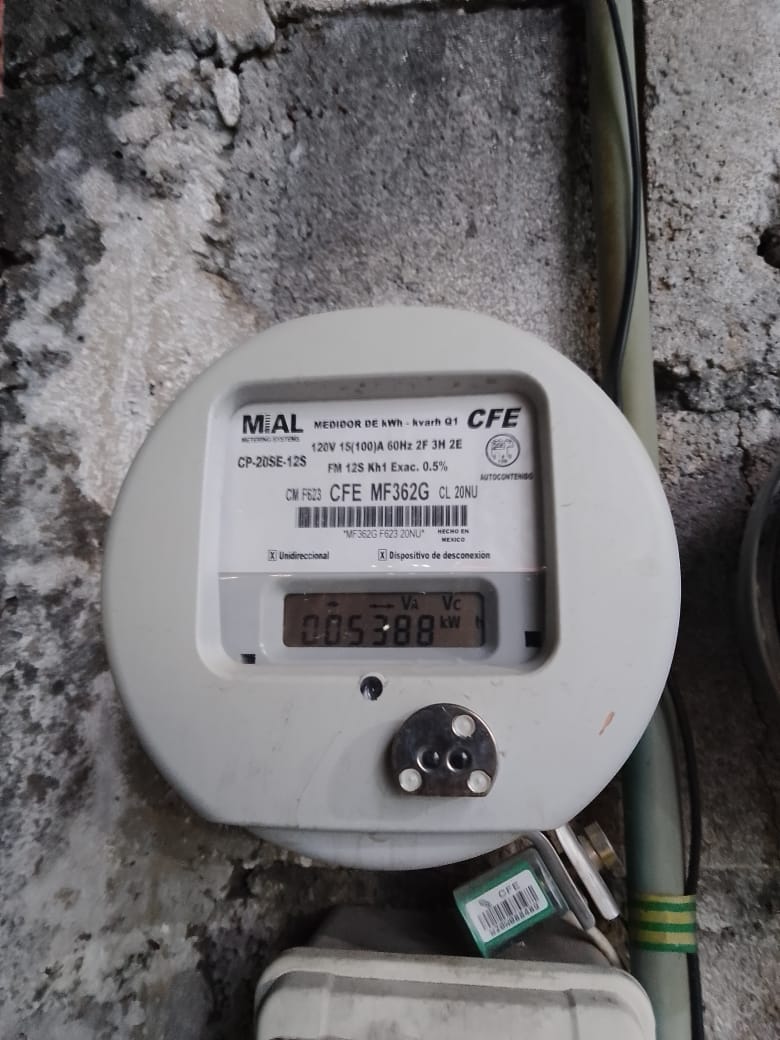 MIAL
METERING SYSTEMS
MEDIDOR DE kWh - kvarh Q1
CFE
120V 15(100)A 60Hz 2F 3H 2E
CP-20SE-12S
FM 12S Kh1 Exac. 0.5%
AUTOCONTENIDO
CM F623 CFE MF362G CL 20NU
*MF362G F623 20NU*
HECHO EN
MEXICO
X Unidireccional
X Dispositivo de desconexión
VA VC
005388 kW h
CFE